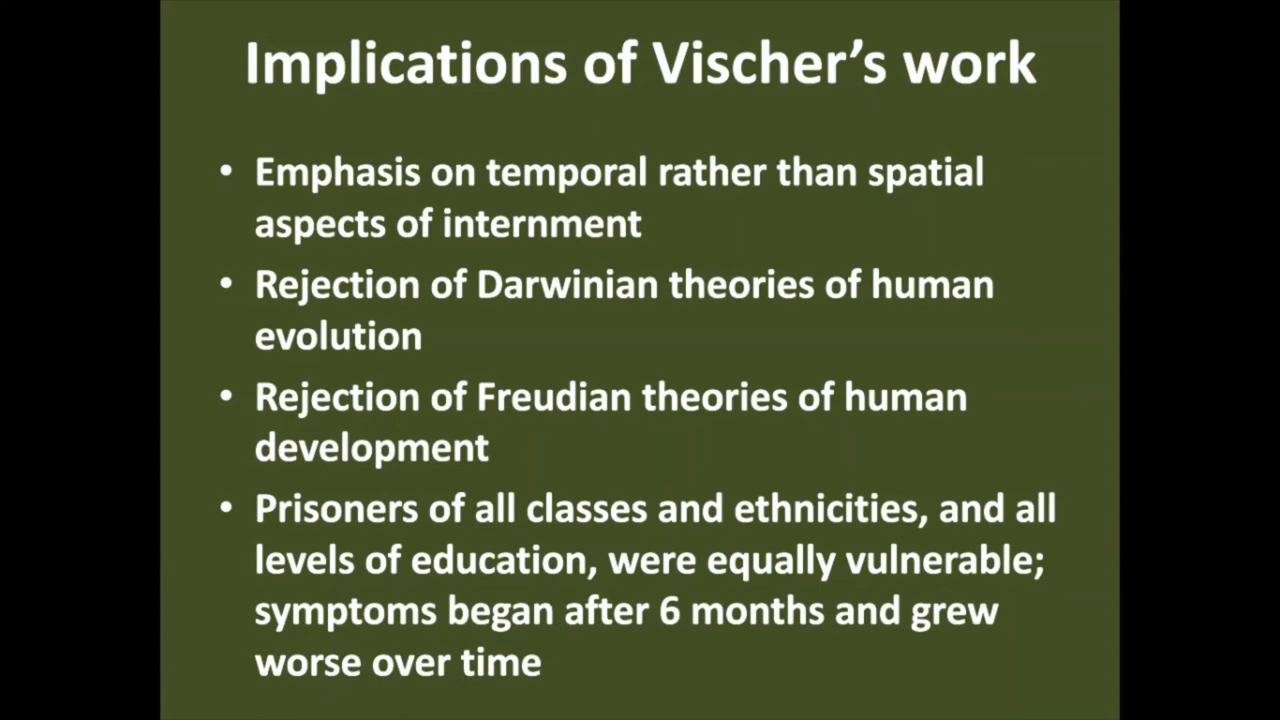 Implications of Vischer’s work
• Emphasis on temporal rather than spatial
aspects of internment
• Rejection of Darwinian theories of human
evolution
• Rejection of Freudian theories of human
development
• Prisoners of all classes and ethnicities, and all
levels of education, were equally vulnerable;
symptoms began after 6 months and grew
worse over time